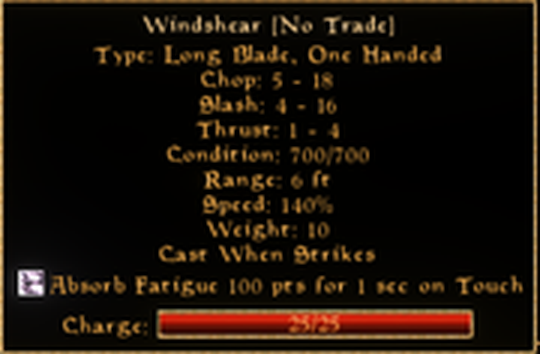 Windshear [No Trade]
Type: Long Blade, One Handed
Chop: 5 - 18
Slash: 4 - 16
Thrust: 1 - 4
Condition: 700/700
Range: 6 ft
Speed: 140%
Weight: 10
Cast When Strikes
Absorb Fatigue 100 pts for 1 sec on Touch
Charge: 25/25